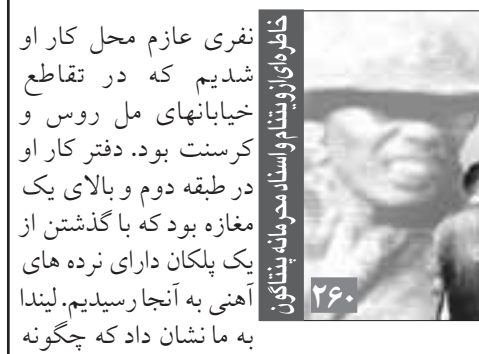 نفری عازم محل کار او
شدیم که در تقاطع
خیابانهای مل روس و
کرسنت بود. دفتر کار او
در طبقه دوم و بالای یک
مغازه بود که با گذشتن از
یک پلکان دارای نرده های
آهنی به آنجا رسیدیم. لیندا
به ما نشان داد که چگونه
خاطره‌ای از ویتنام و اسناد محرمانه پنتاگون
۲۶۰